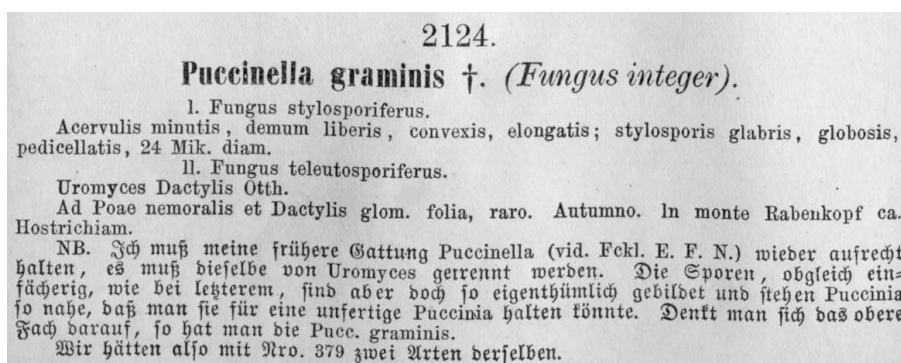 2124.
Puccinella graminis †. (Fungus integer).
I. Fungus stylosporiferus.
Acervulis minutis, demum liberis, convexis, elongatis; stylosporis glabris, globosis,
pedicellatis, 24 Mik. diam.
II. Fungus teleutosporiferus.
Uromyces Dactylis Otth.
Ad Poae nemoralis et Dactylis glom. folia, raro. Autumno. In monte Rabenkopf ca.
Hostrichiam.
NB. Ich muß meine frühere Gattung Puccinella (vid. Fckl. E. F. N.) wieder aufrecht
halten, es muß dieselbe von Uromyces getrennt werden. Die Sporen, obgleich ein=
fächerig, wie bei letzterem, sind aber doch so eigenthümlich gebildet und stehen Puccinia
so nahe, daß man sie für eine unfertige Puccinia halten könnte. Denkt man sich das obere
Fach darauf, so hat man die Pucc. graminis.
Wir hätten also mit Nro. 379 zwei Arten derselben.